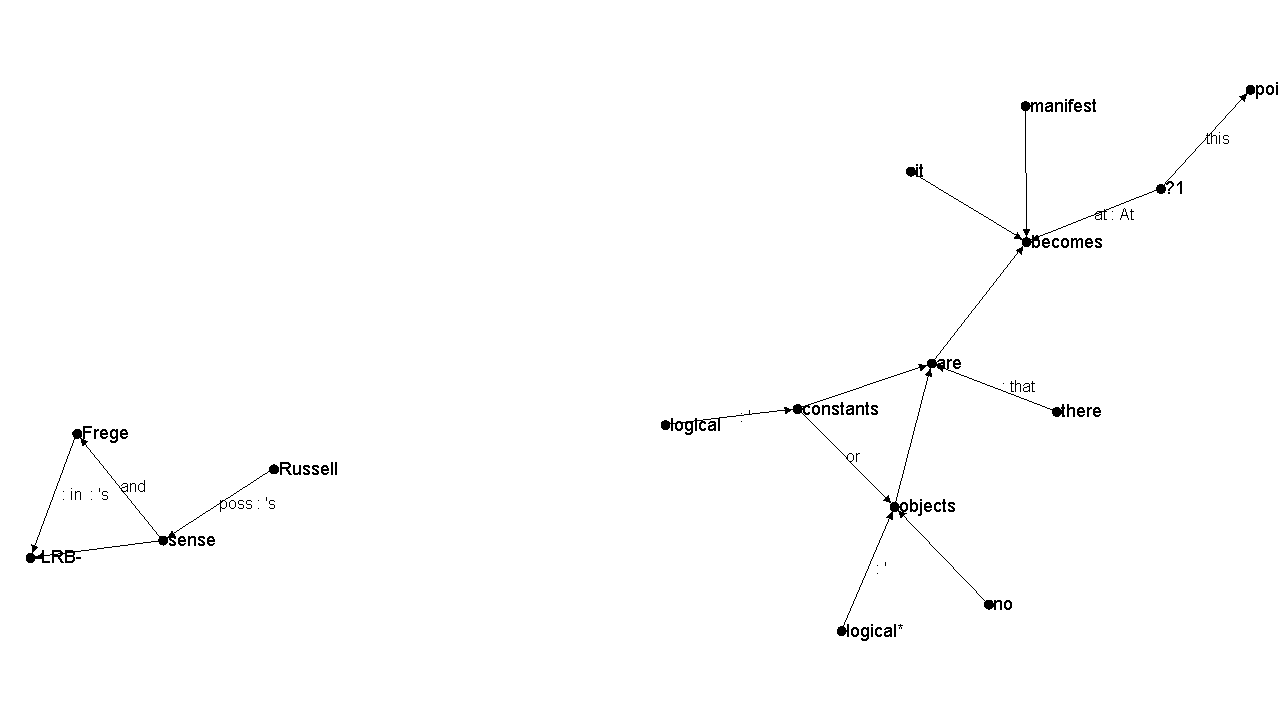 poi
manifest
this
it
?1
at : At
becomes
are
: that
constants
there
logical
: '
Frege
or
Russell
: in : 's
and
poss : 's
objects
sense
-LRB-
: '
no
logical*